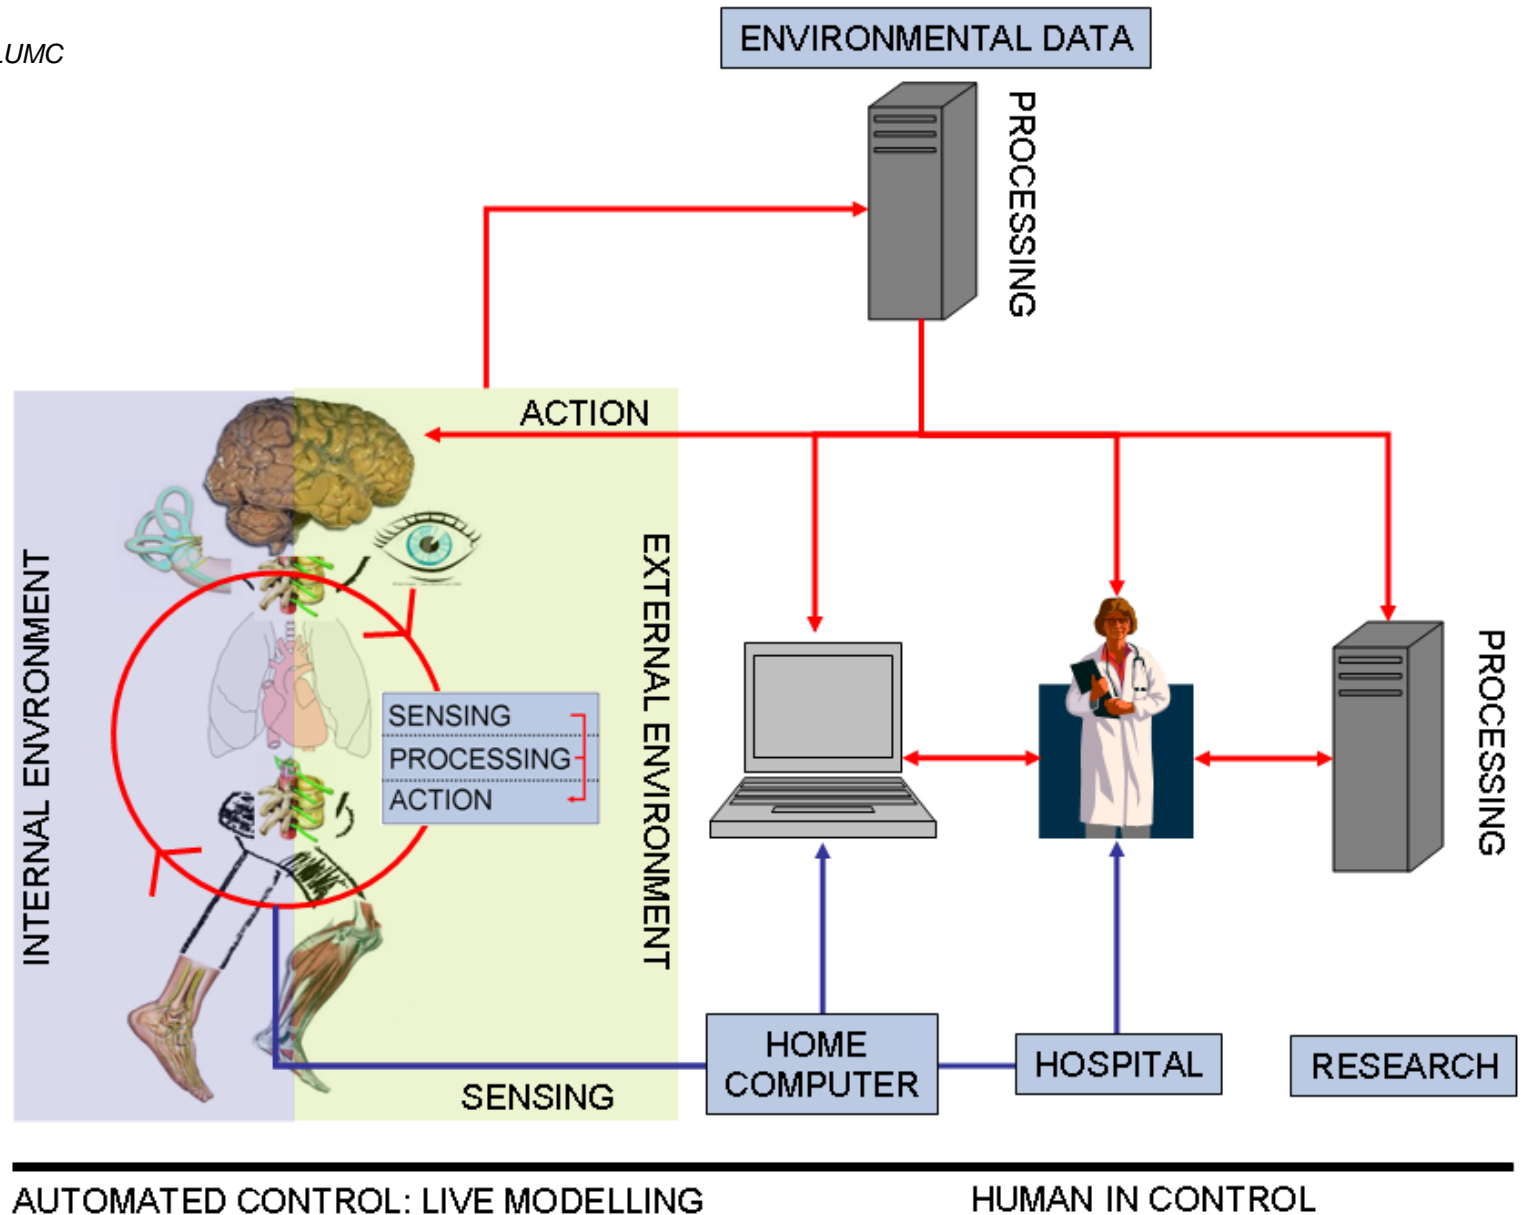 LUMC
ENVIRONMENTAL DATA
PROCESSING
ACTION
INTERNAL ENVRONMENT
EXTERNAL ENVIRONMENT
SENSING
PROCESSING
ACTION
PROCESSING
HOME
COMPUTER
HOSPITAL
RESEARCH
SENSING
AUTOMATED CONTROL: LIVE MODELLING
HUMAN IN CONTROL